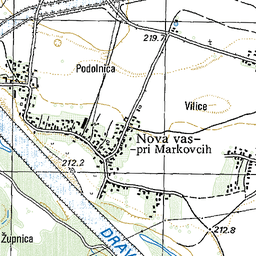 219.7
Podolnica
Vilice
Nova vas
pri Markovcih
212.2
Župnica
DRAV
212.8